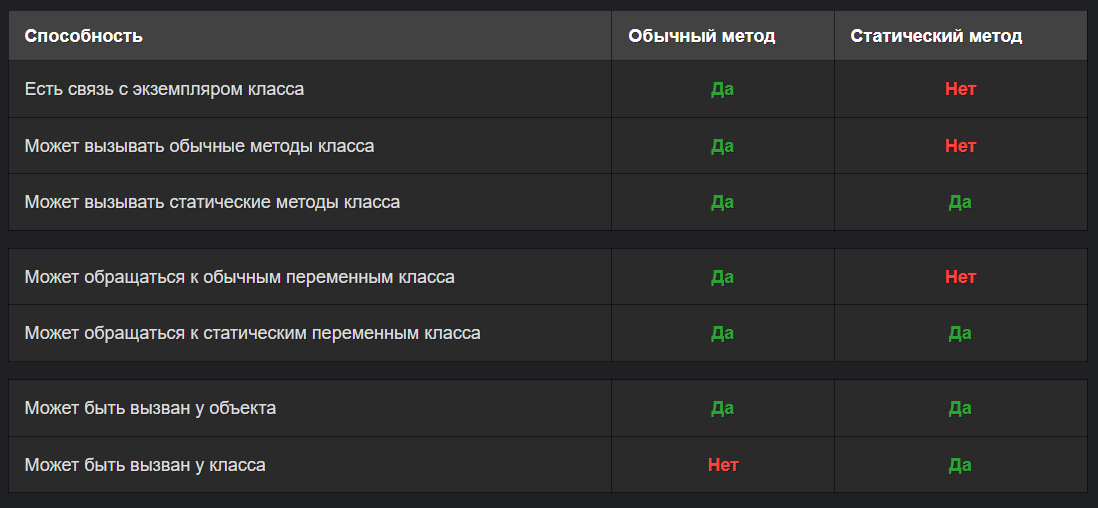 Способность Обычный метод Статический метод
Есть связь с экземпляром класса Да Нет
Может вызывать обычные методы класса Да Нет
Может вызывать статические методы класса Да Да
Может обращаться к обычным переменным класса Да Нет
Может обращаться к статическим переменным класса Да Да
Может быть вызван у объекта Да Да
Может быть вызван у класса Нет Да